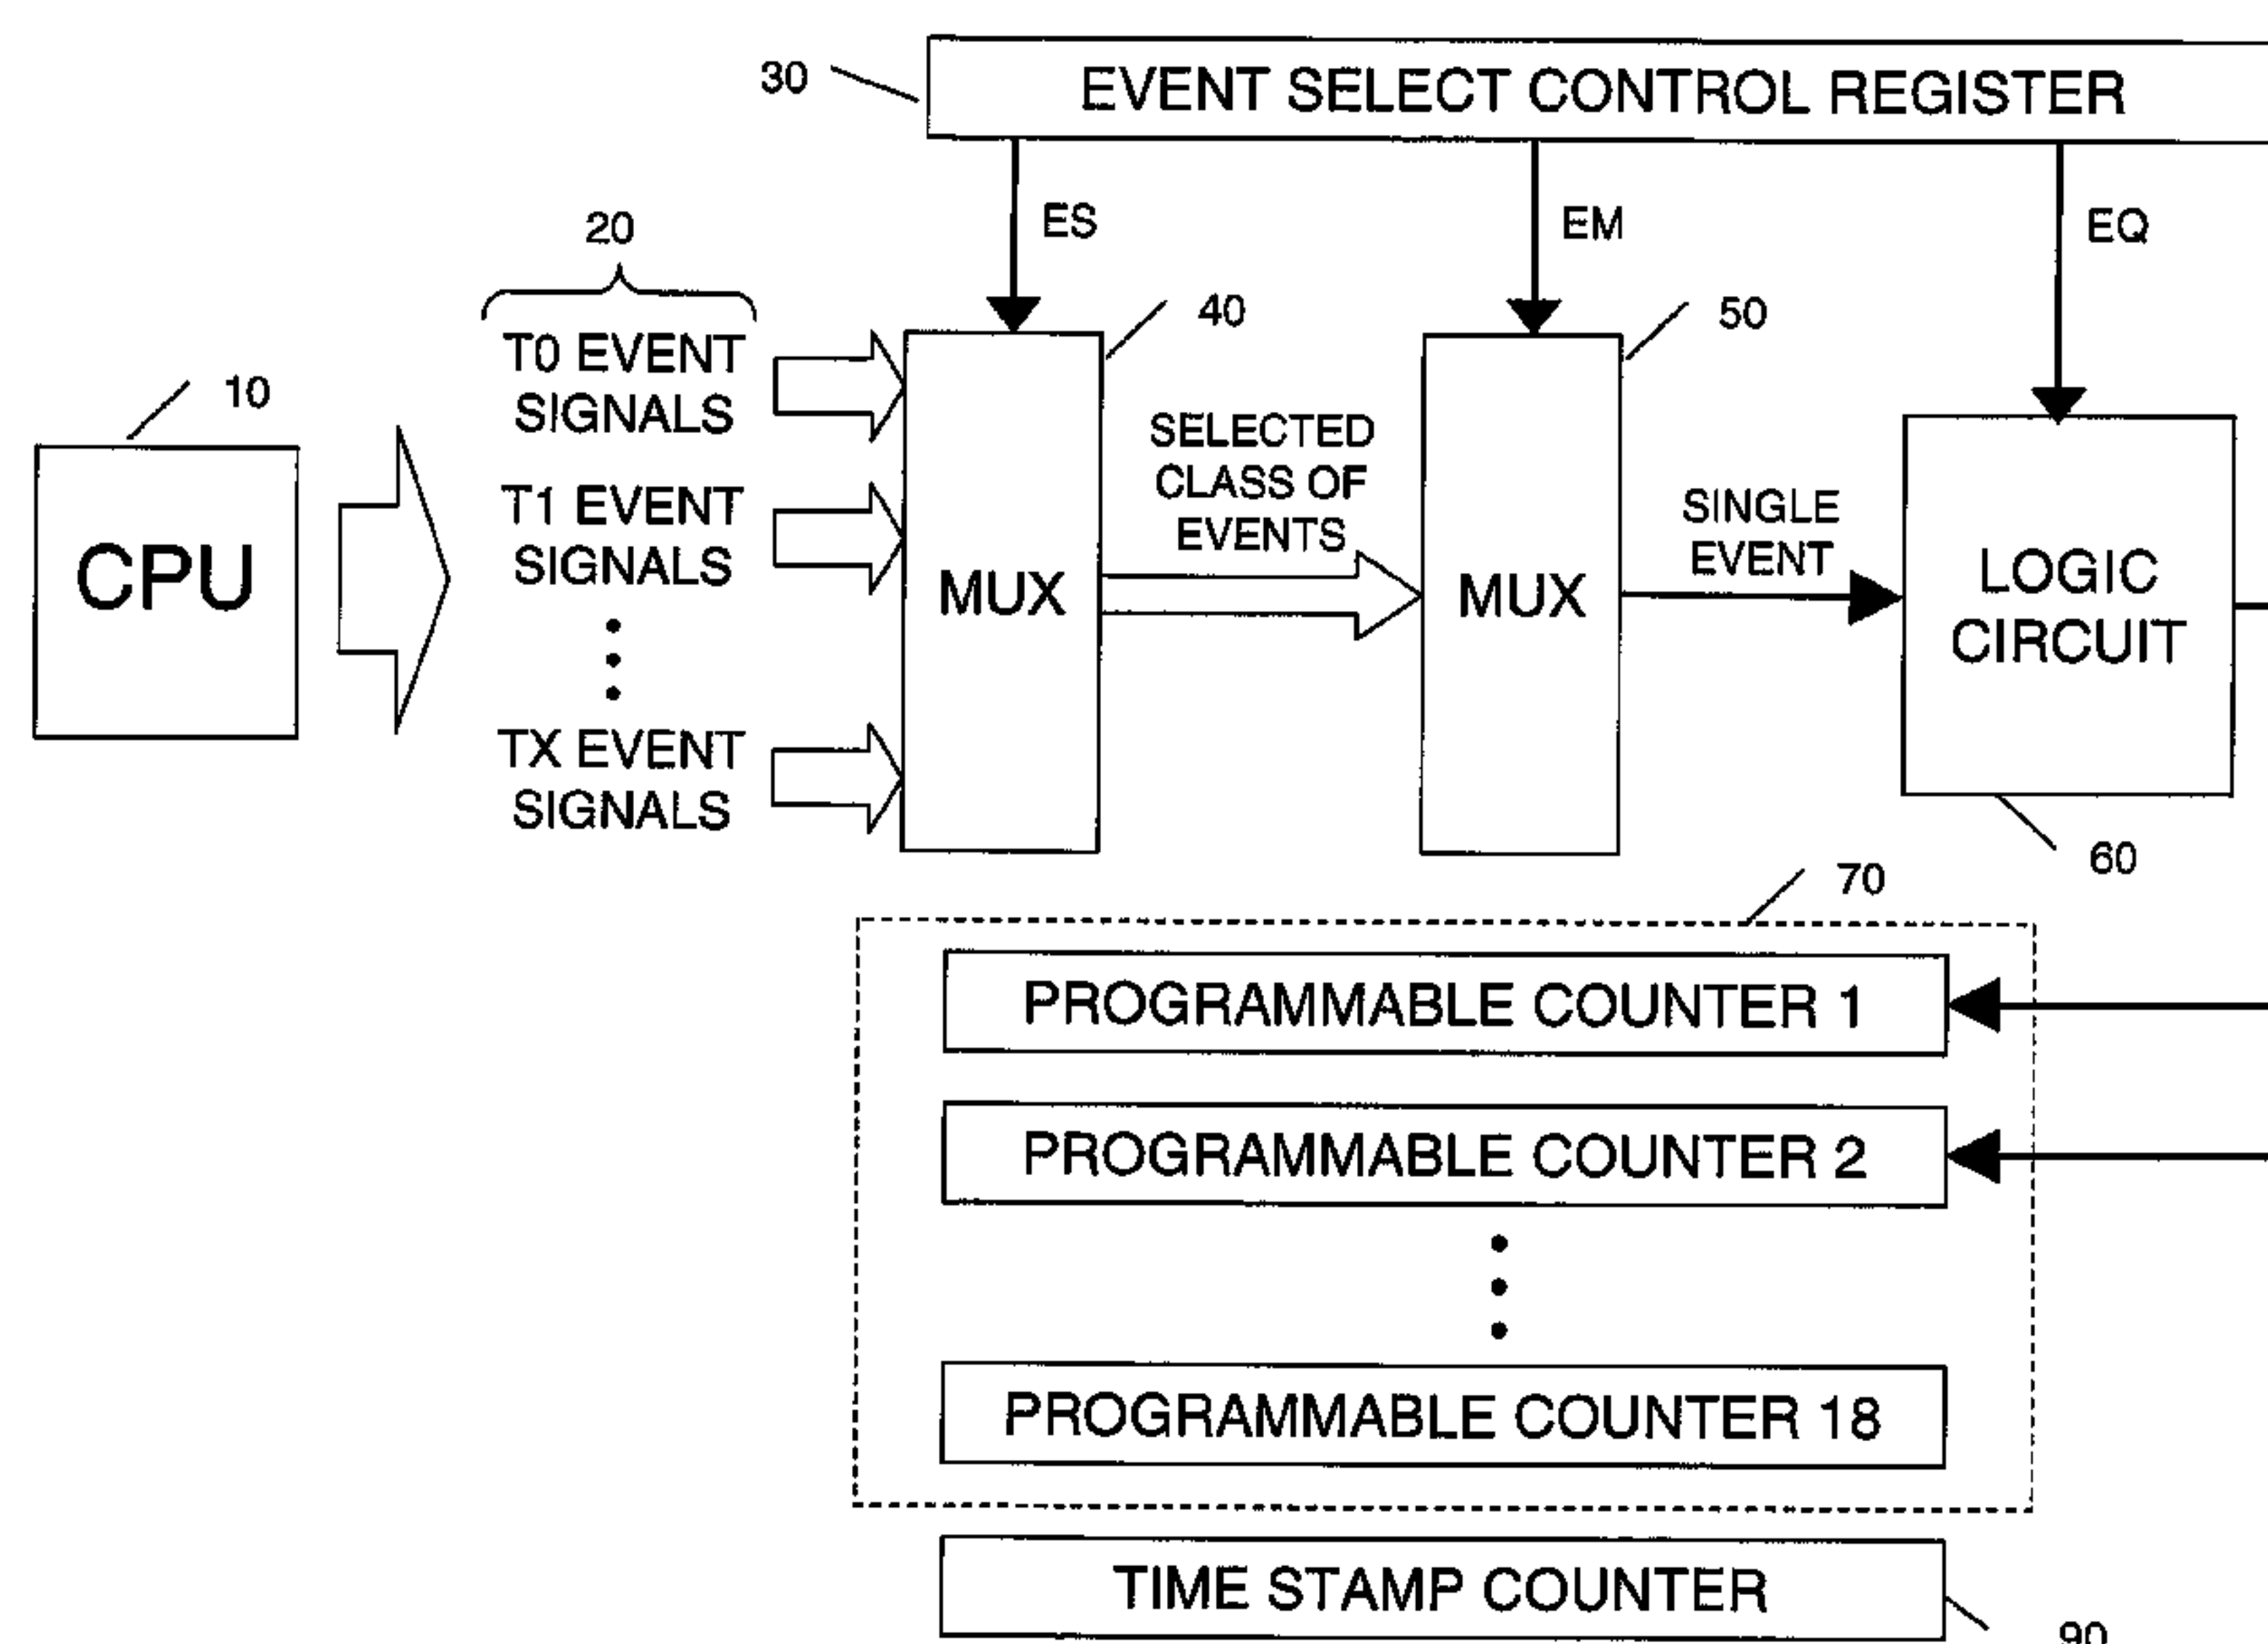 30
EVENT SELECT CONTROL REGISTER
ES
EM
EQ
20
40
50
10
T0 EVENT
SIGNALS
T1 EVENT
SIGNALS
TX EVENT
SIGNALS
CPU
MUX
SELECTED
CLASS OF
EVENTS
MUX
SINGLE
EVENT
LOGIC
CIRCUIT
60
70
PROGRAMMABLE COUNTER 1
PROGRAMMABLE COUNTER 2
PROGRAMMABLE COUNTER 18
TIME STAMP COUNTER
90